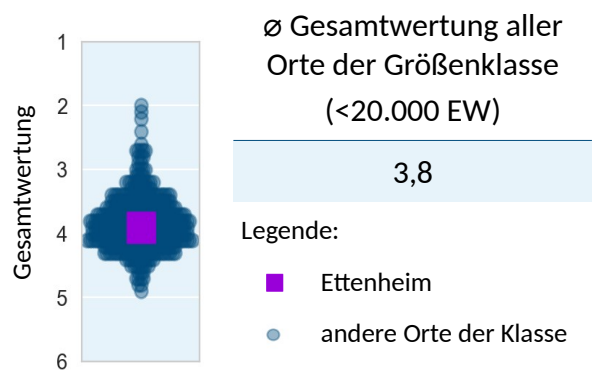 ⌀ Gesamtwertung aller
Orte der Größenklasse
(<20.000 EW)
3,8
Gesamtwertung
1
2
3
4
5
6
Legende:
Ettenheim
andere Orte der Klasse